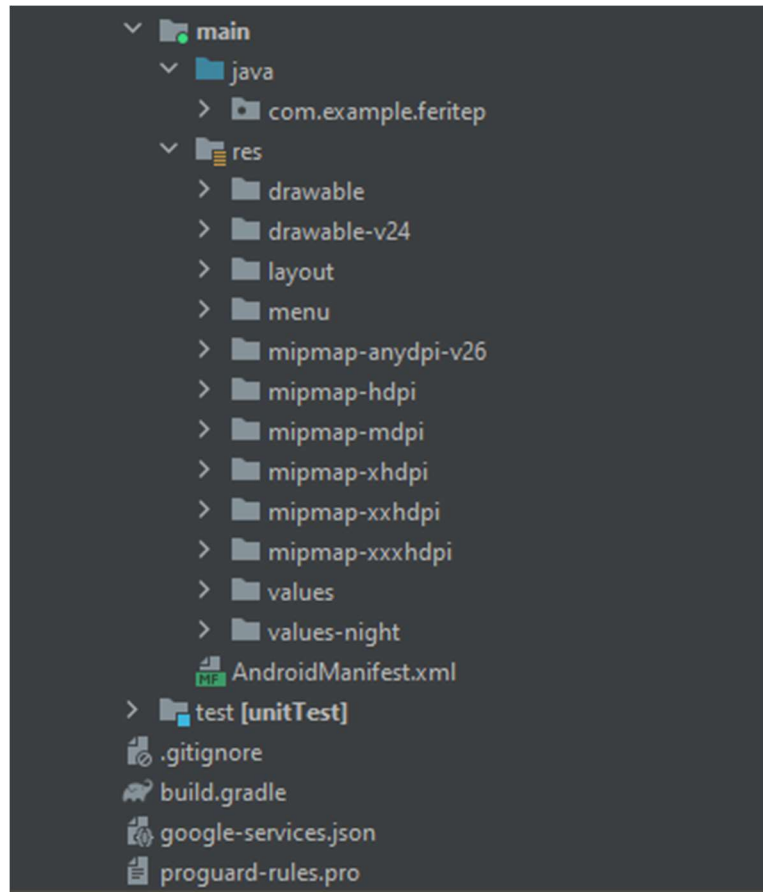 main
java
com.example.feritep
res
drawable
drawable-v24
layout
menu
mipmap-anydpi-v26
mipmap-hdpi
mipmap-mdpi
mipmap-xhdpi
mipmap-xxhdpi
mipmap-xxxhdpi
values
values-night
MF AndroidManifest.xml
test [unitTest]
.gitignore
build.gradle
google-services.json
proguard-rules.pro